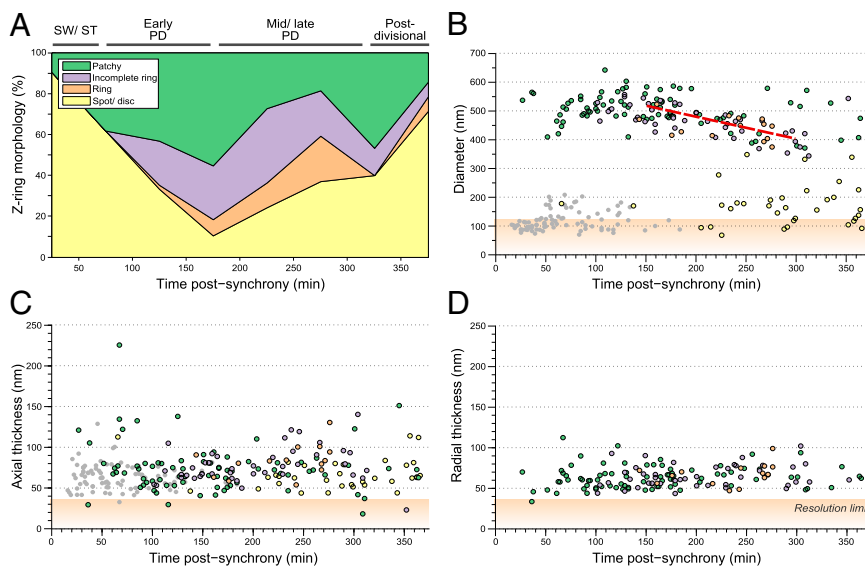 A
SW/ ST
Early
PD
Mid/ late
PD
Post-
divisional
100
80
60
40
20
0
Z-ring morphology (%)
Patchy
Incomplete ring
Ring
Spot/ disc
50 100 150 200 250 300 350
Time post−synchrony (min)
B
700
600
500
400
300
200
100
0
Diameter (nm)
0 50 100 150 200 250 300 350
Time post−synchrony (min)
C
250
200
150
100
50
0
Axial thickness (nm)
0 50 100 150 200 250 300 350
Time post−synchrony (min)
D
250
200
150
100
50
0
Radial thickness (nm)
Resolution limi
0 50 100 150 200 250 300 350
Time post−synchrony (min)